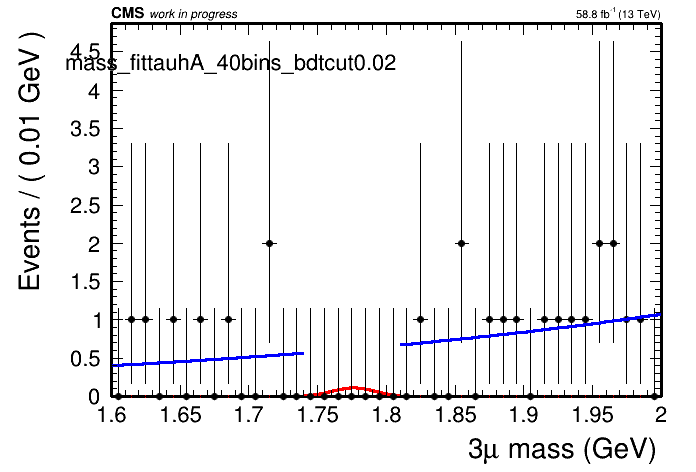 CMS work in progress
58.8 fb⁻¹ (13 TeV)
mass_fittauhA_40bins_bdtcut0.02
Events / ( 0.01 GeV )
4.5
4
3.5
3
2.5
2
1.5
1
0.5
0
1.6 1.65 1.7 1.75 1.8 1.85 1.9 1.95 2
3μ mass (GeV)